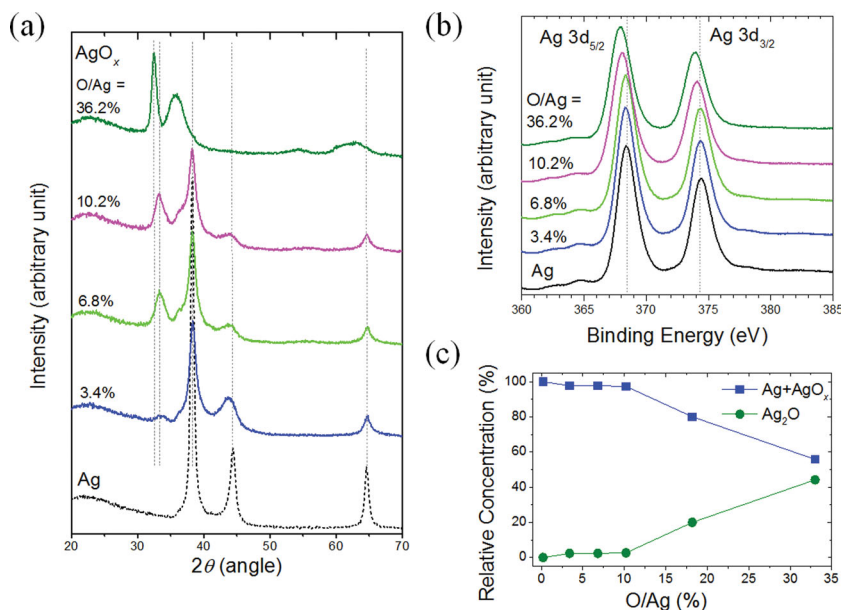 (a)
AgOx
O/Ag =
36.2%
10.2%
6.8%
3.4%
Ag
Intensity (arbitrary unit)
20 30 40 50 60 70
2θ (angle)
(b)
Ag 3d5/2
Ag 3d3/2
O/Ag =
36.2%
10.2%
6.8%
3.4%
Ag
Intensity (arbitrary unit)
360 365 370 375 380 385
Binding Energy (eV)
(c)
Relative Concentration (%)
100
80
60
40
20
0
Ag+AgOx
Ag2O
0 5 10 15 20 25 30 35
O/Ag (%)